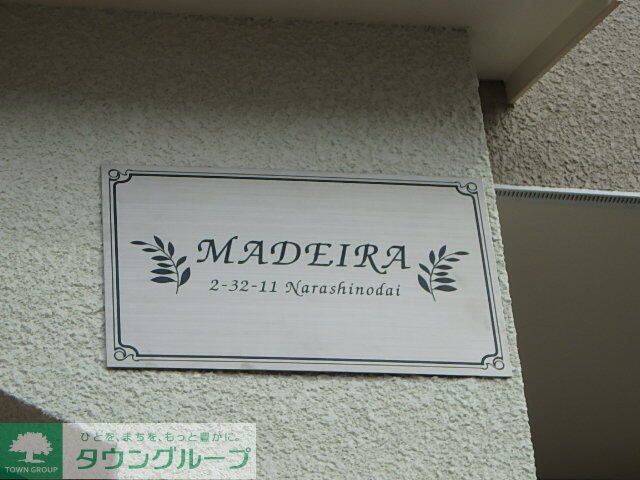 MADEIRA
2-32-11 Narashinodai
ひとを、まちを、もっと豊かに。
タウングループ
TOWN GROUP